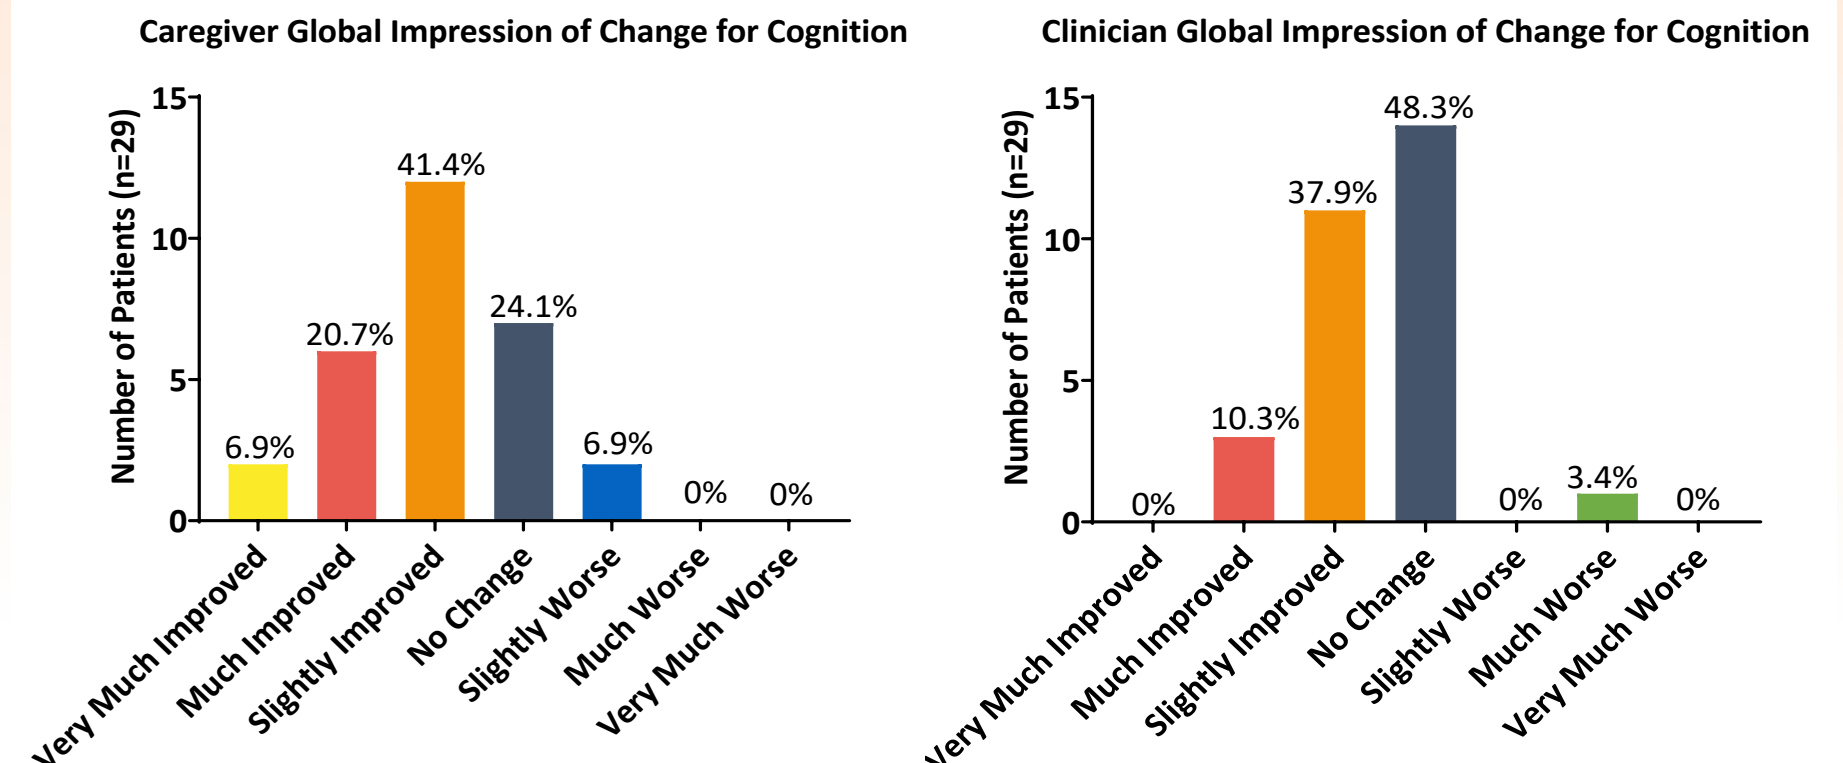 Caregiver Global Impression of Change for Cognition
Number of Patients (n=29)
15
10
5
0
6.9%
20.7%
41.4%
24.1%
6.9%
0%
0%
Very Much Improved
Much Improved
Slightly Improved
No Change
Slightly Worse
Much Worse
Very Much Worse
Clinician Global Impression of Change for Cognition
Number of Patients (n=29)
15
10
5
0
0%
10.3%
37.9%
48.3%
0%
3.4%
0%
Very Much Improved
Much Improved
Slightly Improved
No Change
Slightly Worse
Much Worse
Very Much Worse